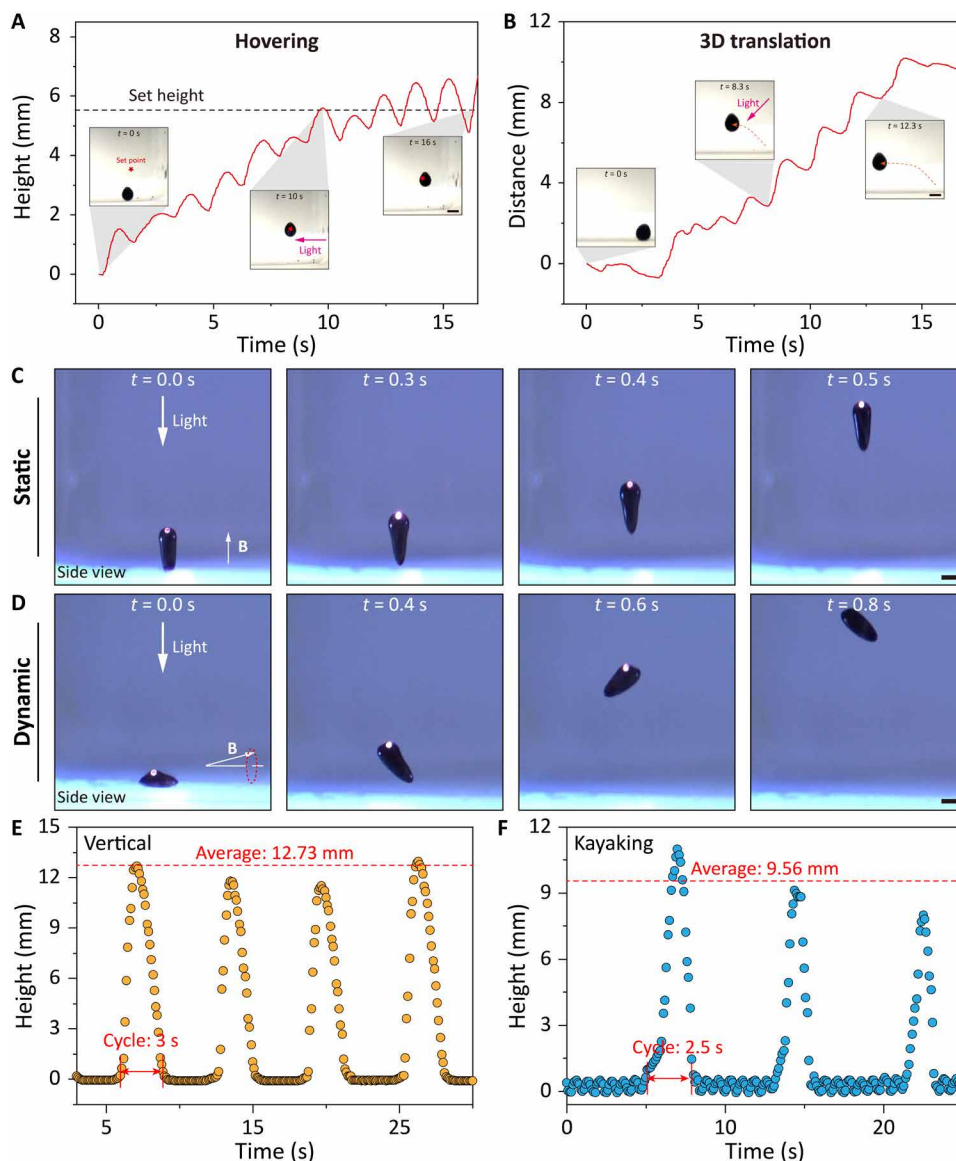 A
Hovering
8
6
4
2
0
Height (mm)
0
5
10
15
Time (s)
Set height
t = 0 s
Set point
t = 10 s
Light
t = 16 s
B
3D translation
12
8
4
0
Distance (mm)
0
5
10
15
Time (s)
t = 0 s
t = 8.3 s
Light
t = 12.3 s
C
Static
t = 0.0 s
Light
B
Side view
t = 0.3 s
t = 0.4 s
t = 0.5 s
D
Dynamic
t = 0.0 s
Light
B
Side view
t = 0.4 s
t = 0.6 s
t = 0.8 s
E
Vertical
15
12
9
6
3
0
Height (mm)
Average: 12.73 mm
Cycle: 3 s
5
15
25
Time (s)
F
Kayaking
12
9
6
3
0
Height (mm)
Average: 9.56 mm
Cycle: 2.5 s
0
10
20
Time (s)